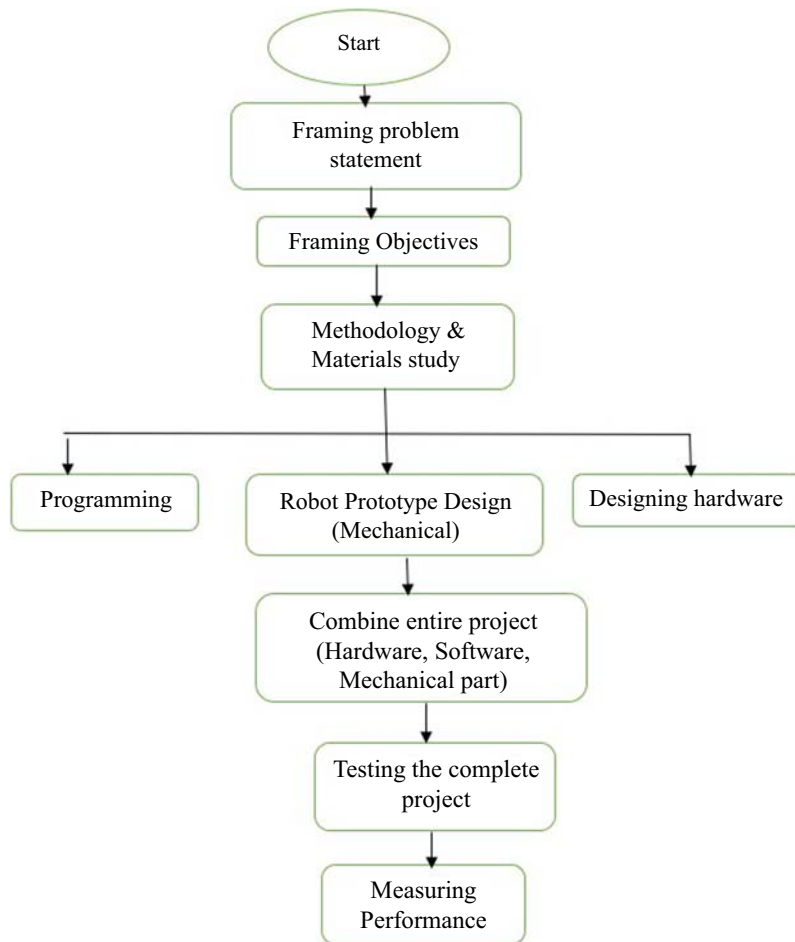 Start
Framing problem
statement
Framing Objectives
Methodology &
Materials study
Programming
Robot Prototype Design
(Mechanical)
Designing hardware
Combine entire project
(Hardware, Software,
Mechanical part)
Testing the complete
project
Measuring
Performance